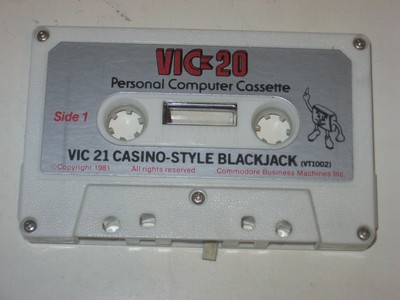 VIC 20
Personal Computer Cassette
Side 1
VIC 21 CASINO-STYLE BLACKJACK (VT1002)
©Copyright 1981 All rights reserved Commodore Business Machines Inc.